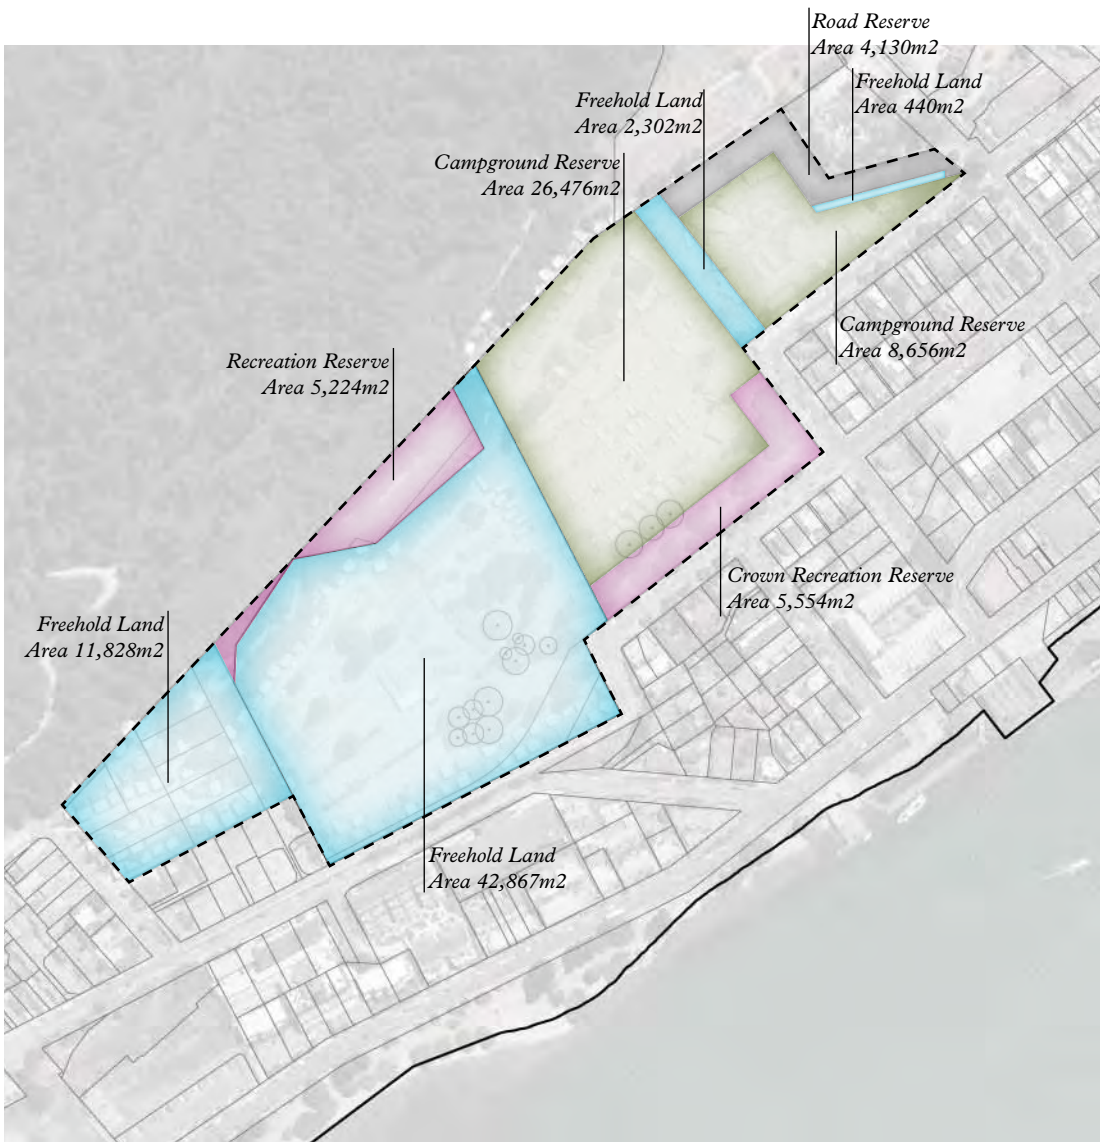 Road Reserve
Area 4,130m2
Freehold Land
Area 440m2
Freehold Land
Area 2,302m2
Campground Reserve
Area 26,476m2
Campground Reserve
Area 8,656m2
Recreation Reserve
Area 5,224m2
Crown Recreation Reserve
Area 5,554m2
Freehold Land
Area 11,828m2
Freehold Land
Area 42,867m2